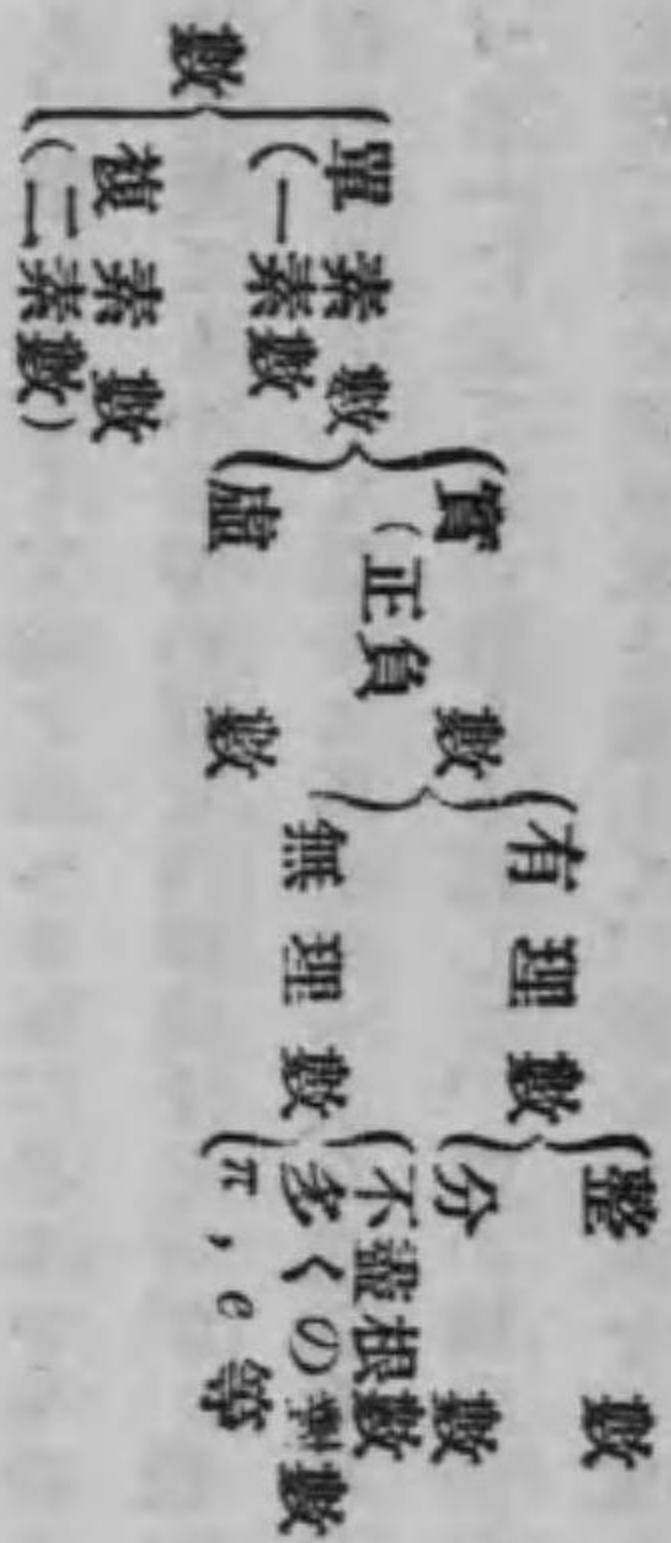 數
單素數
(一素數
複素數
(二素數)
實數
(正負
虛數
有理數
無理數
整數
分數
不盡根數
多くの對數
π, e 等